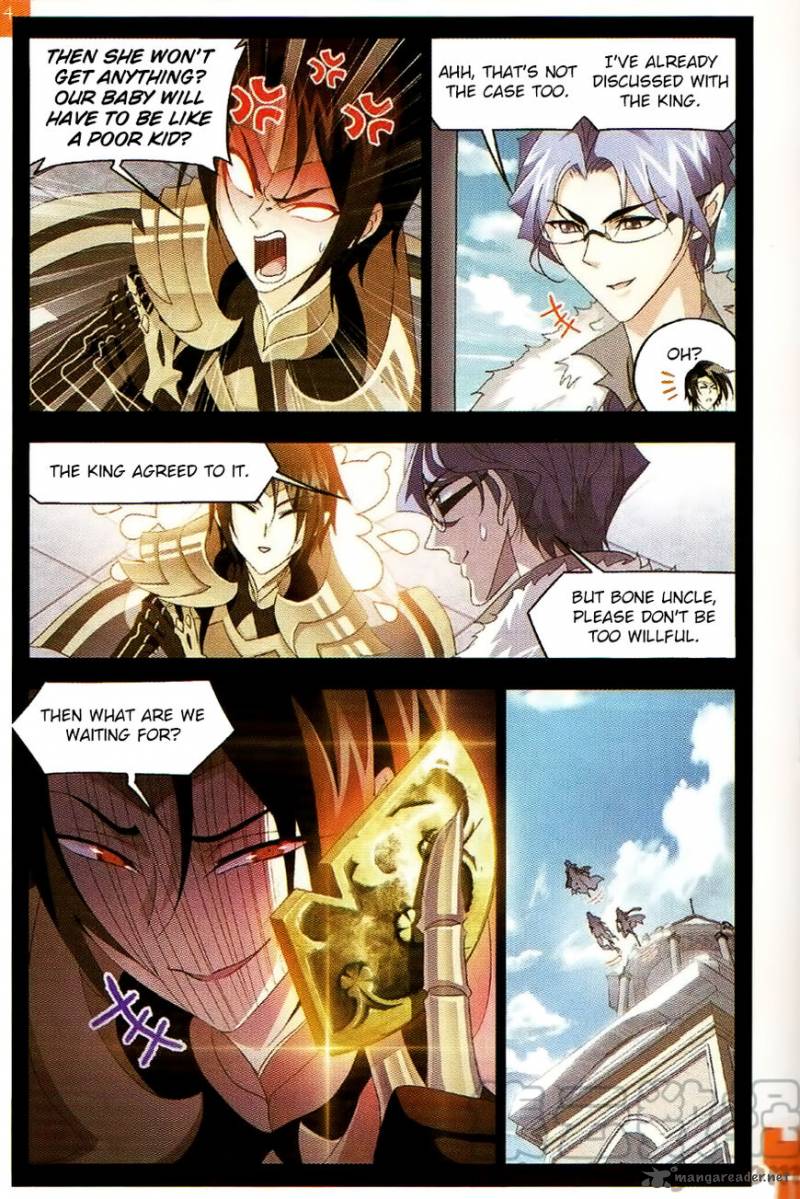 4
THEN SHE WON'T
GET ANYTHING?
OUR BABY WILL
HAVE TO BE LIKE
A POOR KID?
AHH, THAT'S NOT
THE CASE TOO.
I'VE ALREADY
DISCUSSED WITH
THE KING.
OH?
THE KING AGREED TO IT.
BUT BONE UNCLE,
PLEASE DON'T BE
TOO WILLFUL.
THEN WHAT ARE WE
WAITING FOR?
mangareader.net